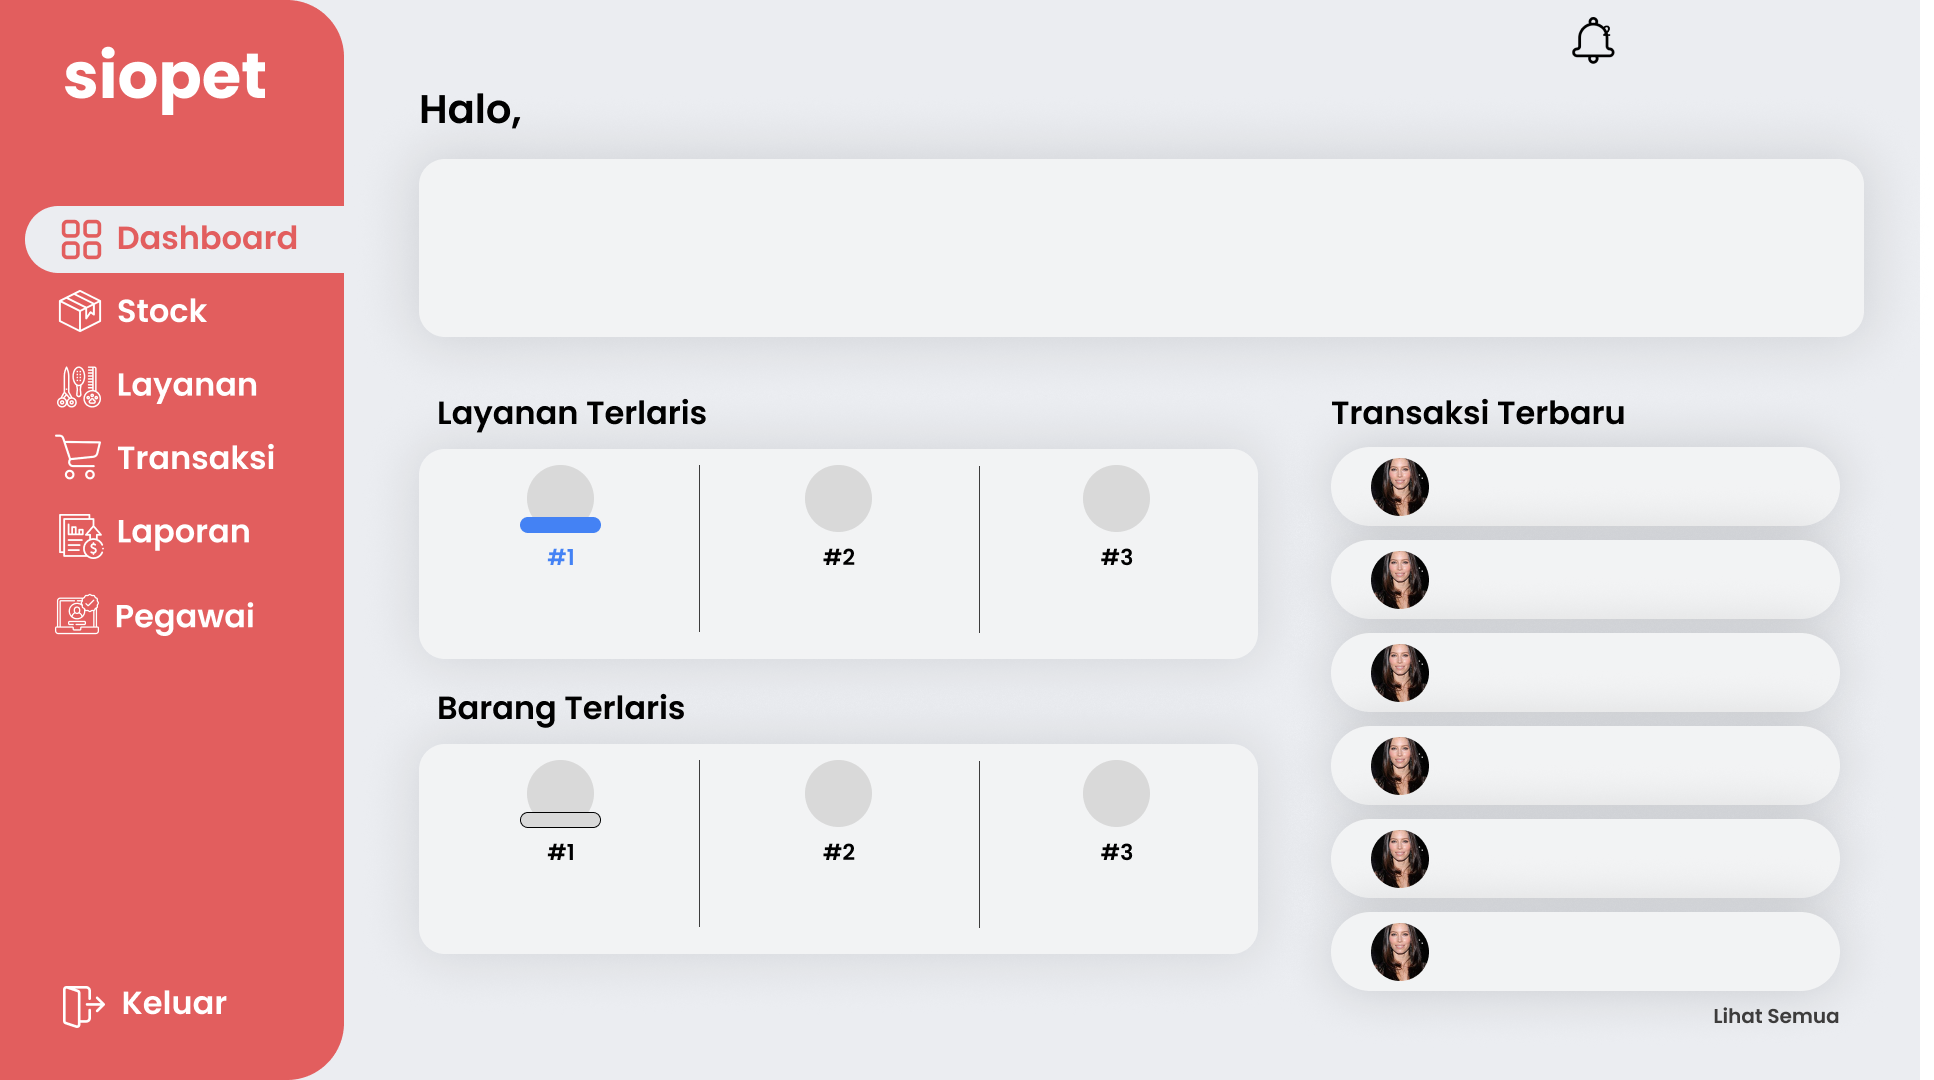 siopet
Dashboard
Stock
Layanan
Transaksi
Laporan
Pegawai
Keluar
Halo,
Layanan Terlaris
#1
#2
#3
Barang Terlaris
#1
#2
#3
Transaksi Terbaru
Lihat Semua